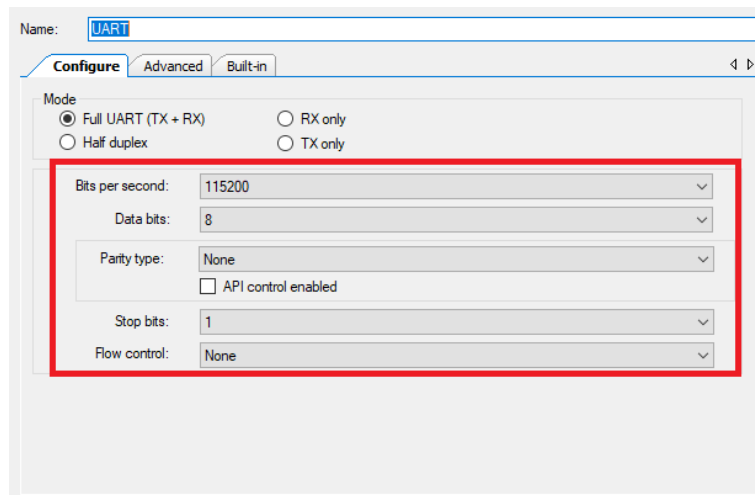 Name: UART
Configure Advanced Built-in
Mode
Full UART (TX + RX) RX only
Half duplex TX only
Bits per second: 115200
Data bits: 8
Parity type: None
API control enabled
Stop bits: 1
Flow control: None